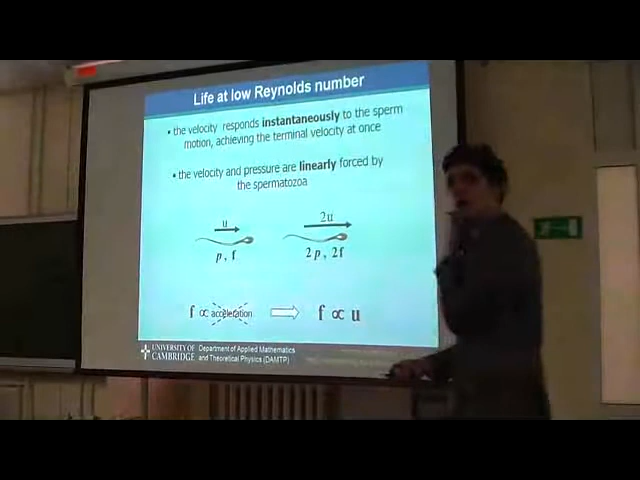 Life at low Reynolds number
• the velocity responds instantaneously to the sperm
motion, achieving the terminal velocity at once
• the velocity and pressure are linearly forced by
the spermatozoa
u
2u
p , f
2p , 2f
f ∝ acceleration
f ∝ u
UNIVERSITY OF
CAMBRIDGE
Department of Applied Mathematics
and Theoretical Physics (DAMTP)